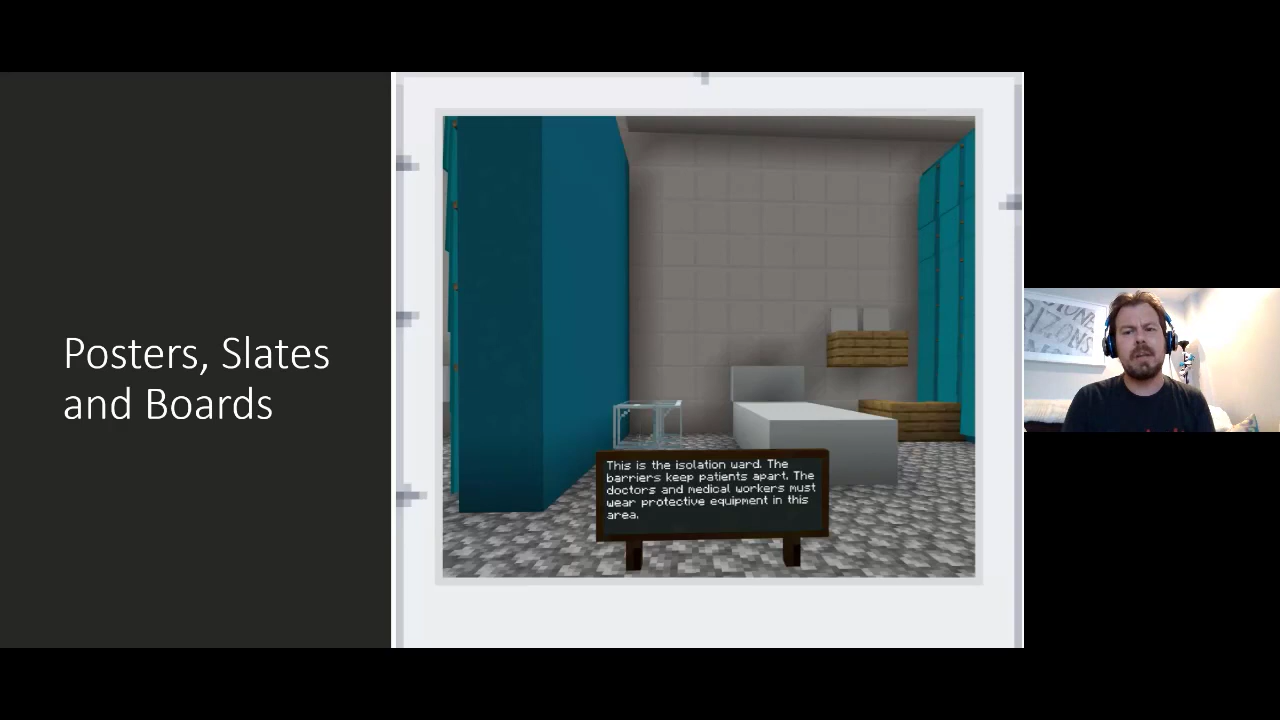 Posters, Slates
and Boards
This is the isolation ward. The
barriers keep patients apart. The
doctors and medical workers must
wear protective equipment in this
area.